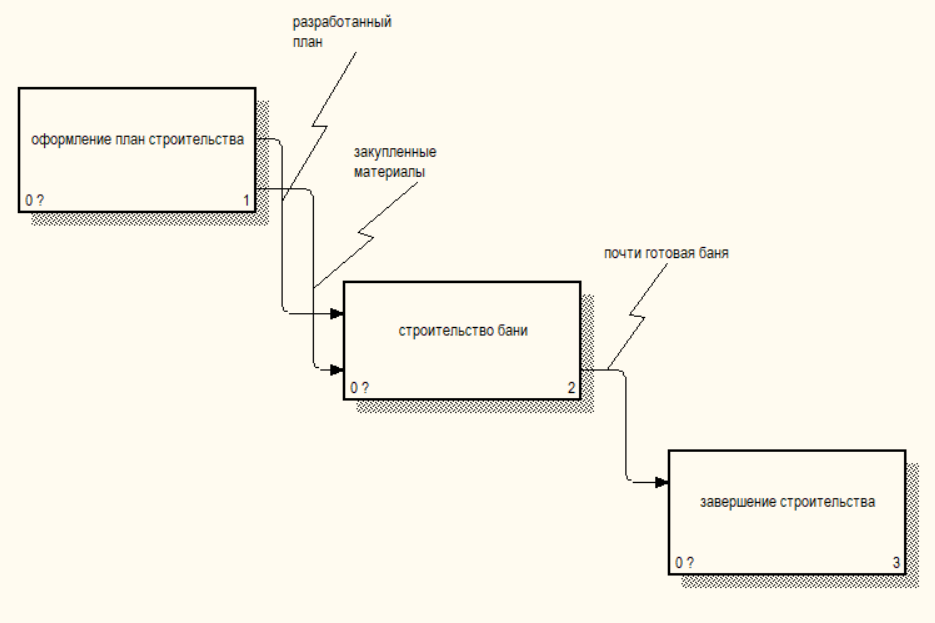 разработанный
план
оформление план строительства
0 ?
1
закупленные
материалы
почти готовая баня
строительство бани
0 ?
2
завершение строительства
0 ?
3